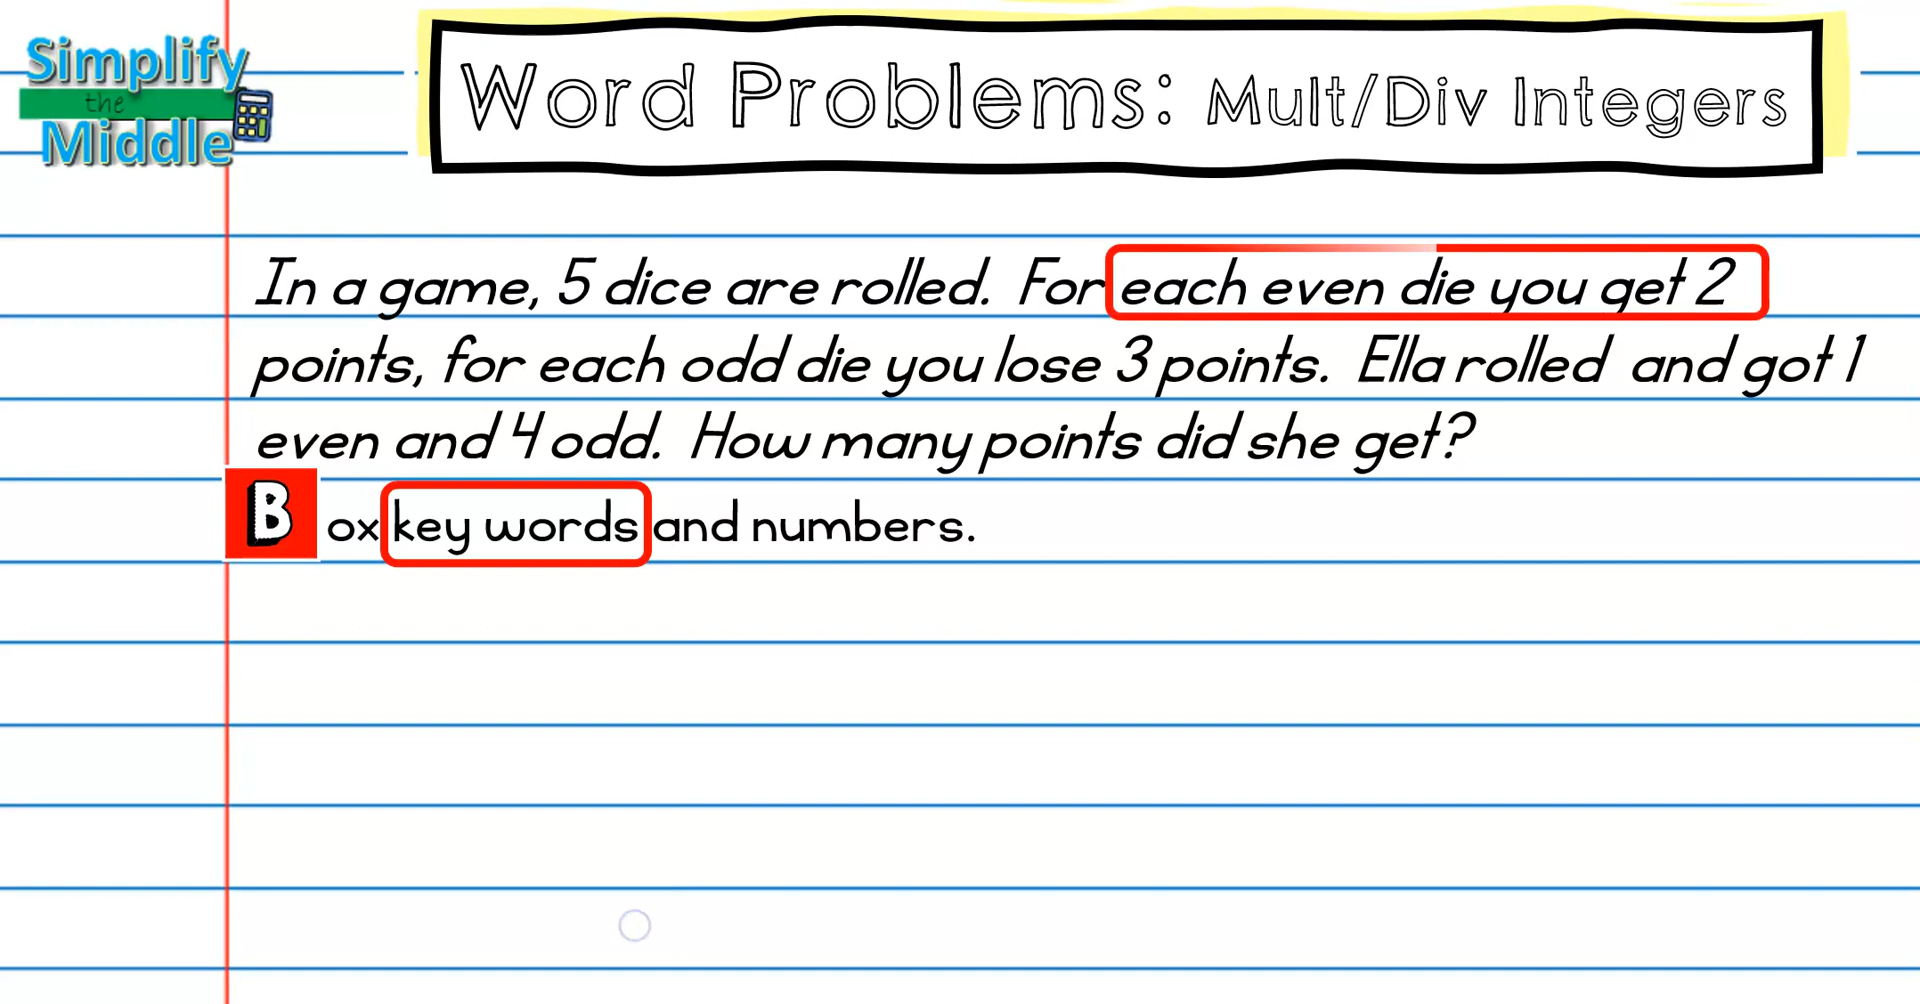 Simplify
the
Middle
Word Problems: Mult/Div Integers
In a game, 5 dice are rolled. For each even die you get 2
points, for each odd die you lose 3 points. Ella rolled and got 1
even and 4 odd. How many points did she get?
Box key words and numbers.